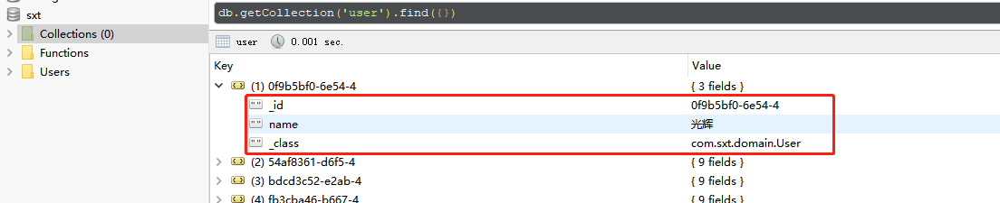 sxt
Collections (0)
Functions
Users
db.getCollection('user').find({})
user 0.001 sec.
Key Value
(1) 0f9b5bf0-6e54-4 { 3 fields }
_id 0f9b5bf0-6e54-4
name 光辉
_class com.sxt.domain.User
(2) 54af8361-d6f5-4 { 9 fields }
(3) bdcd3c52-e2ab-4 { 9 fields }
(4) fb3cba46-b667-4 { 9 fields }